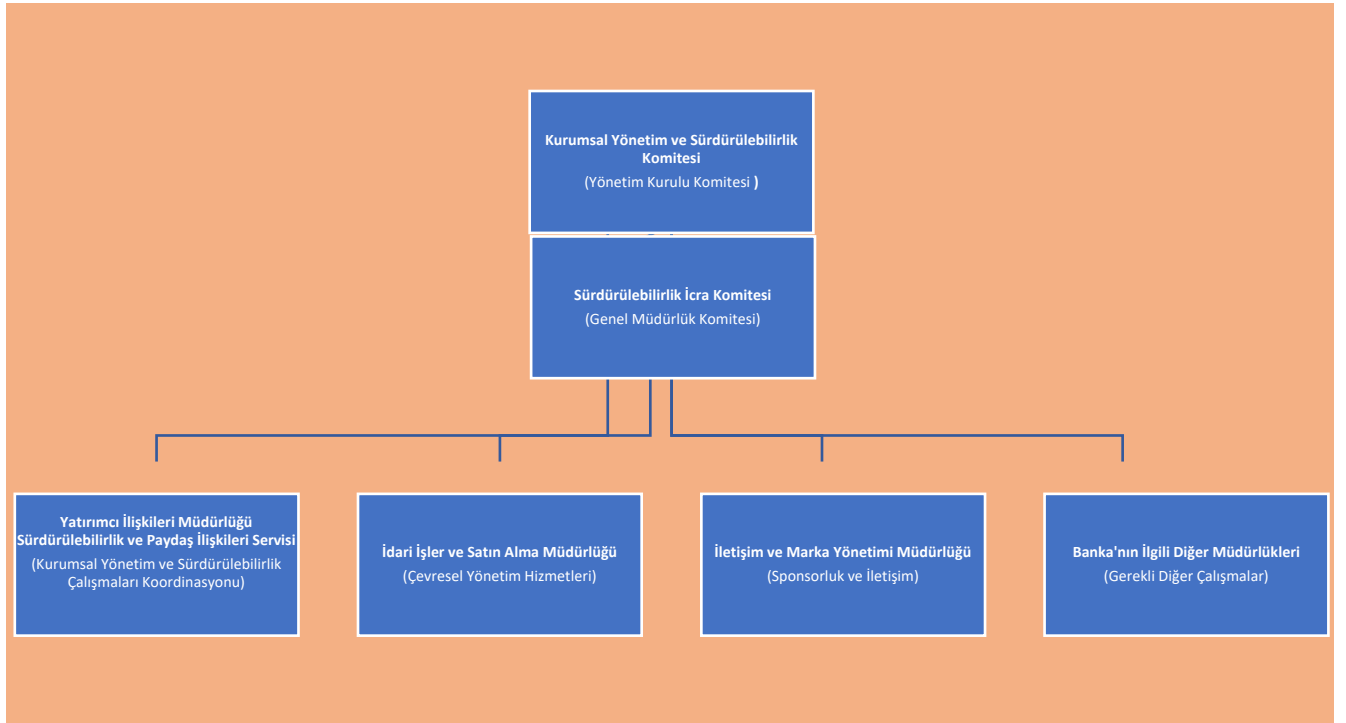 Kurumsal Yönetim ve Sürdürülebilirlik
Komitesi
(Yönetim Kurulu Komitesi )
Sürdürülebilirlik İcra Komitesi
(Genel Müdürlük Komitesi)
Yatırımcı İlişkileri Müdürlüğü
Sürdürülebilirlik ve Paydaş İlişkileri Servisi
(Kurumsal Yönetim ve Sürdürülebilirlik
Çalışmaları Koordinasyonu)
İdari İşler ve Satın Alma Müdürlüğü
(Çevresel Yönetim Hizmetleri)
İletişim ve Marka Yönetimi Müdürlüğü
(Sponsorluk ve İletişim)
Banka'nın İlgili Diğer Müdürlükleri
(Gerekli Diğer Çalışmalar)